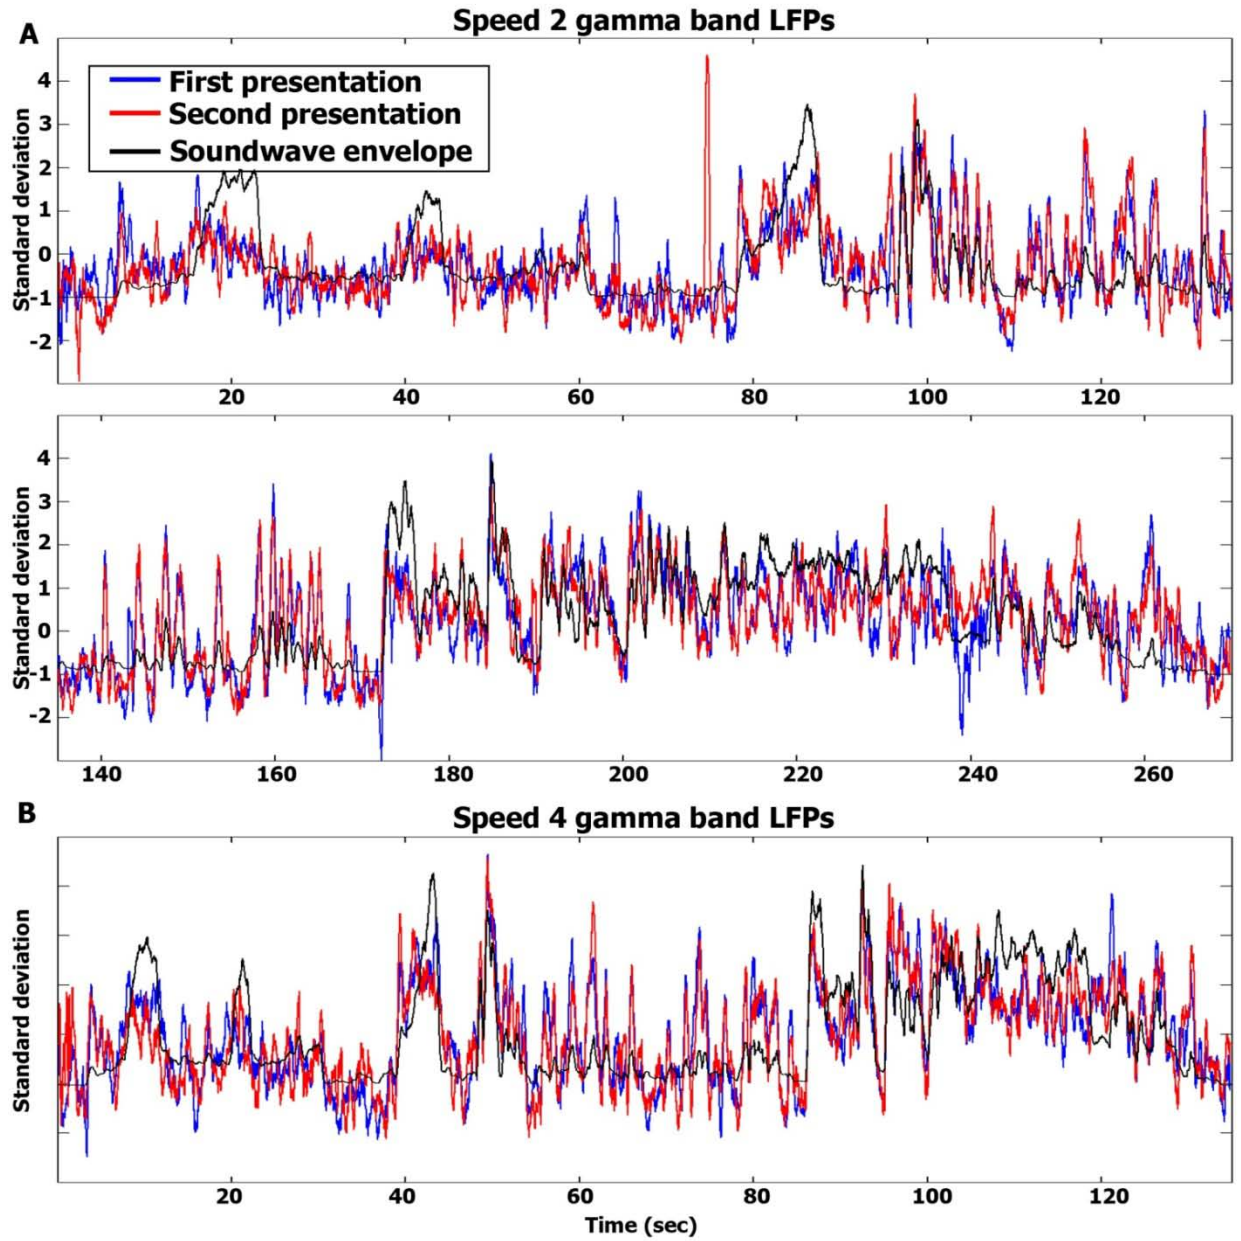 A
Speed 2 gamma band LFPs
First presentation
Second presentation
Soundwave envelope
Standard deviation
4
3
2
1
0
-1
-2
20 40 60 80 100 120
Standard deviation
4
3
2
1
0
-1
-2
140 160 180 200 220 240 260
B
Speed 4 gamma band LFPs
Standard deviation
20 40 60 80 100 120
Time (sec)